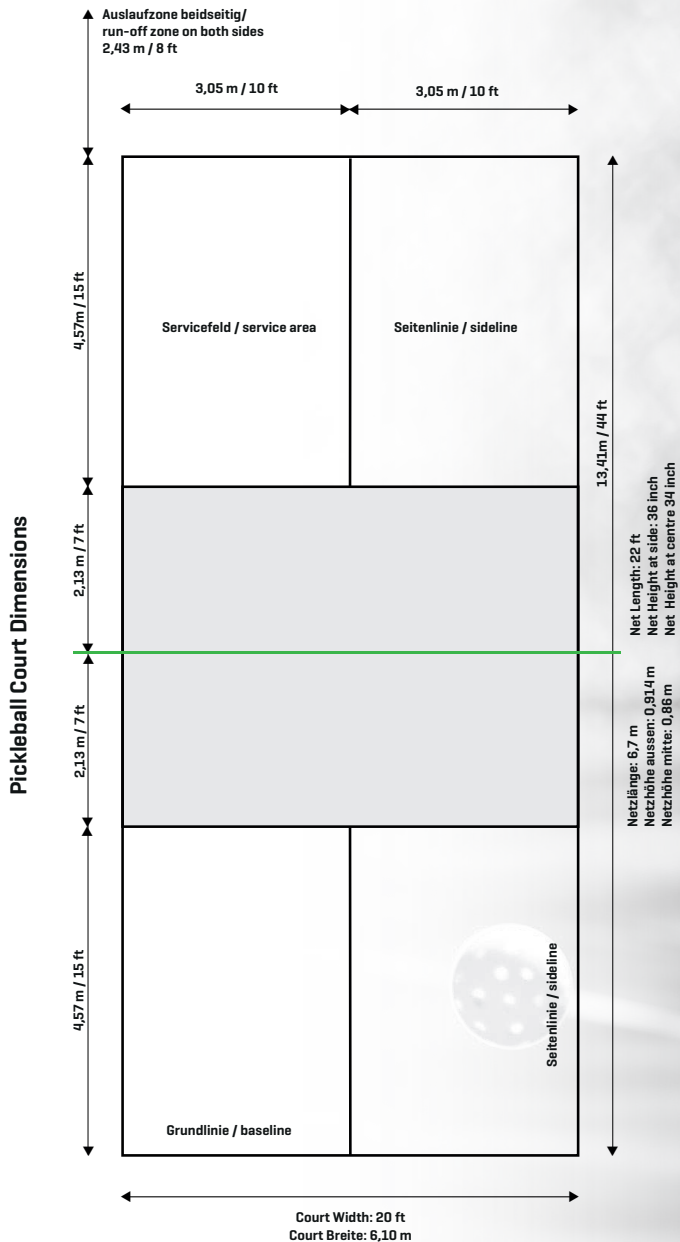 Auslaufzone beidseitig/
run-off zone on both sides
2,43 m / 8 ft
3,05 m / 10 ft
3,05 m / 10 ft
4,57m / 15 ft
Servicefeld / service area
Seitenlinie / sideline
13,41m / 44 ft
2,13 m / 7 ft
Pickleball Court Dimensions
Net Length: 22 ft
Net Height at side: 36 inch
Net Height at centre 34 inch
2,13 m / 7 ft
Netzlänge: 6,7 m
Netzhöhe aussen: 0,914 m
Netzhöhe mitte: 0,86 m
4,57 m / 15 ft
Seitenlinie / sideline
Grundlinie / baseline
Court Width: 20 ft
Court Breite: 6,10 m